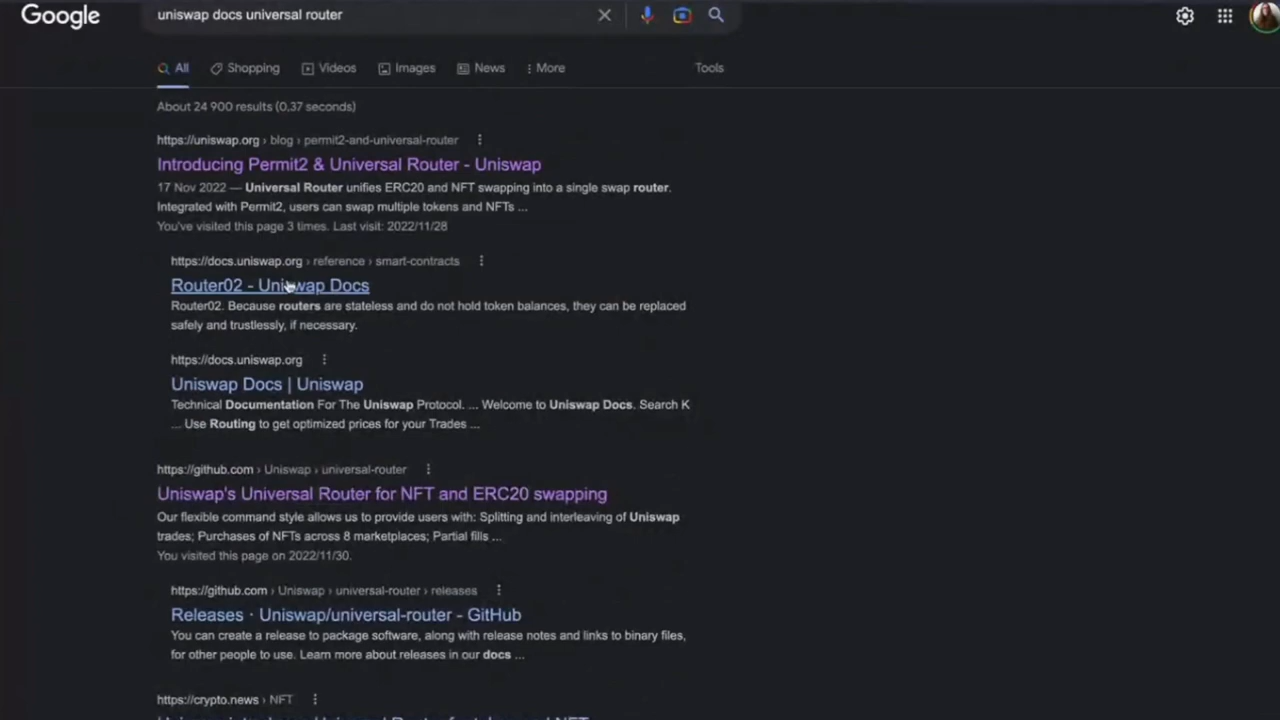 Google
uniswap docs universal router
All
Shopping
Videos
Images
News
More
Tools
About 24 900 results (0,37 seconds)
https://uniswap.org › blog › permit2-and-universal-router
Introducing Permit2 & Universal Router - Uniswap
17 Nov 2022 — Universal Router unifies ERC20 and NFT swapping into a single swap router.
Integrated with Permit2, users can swap multiple tokens and NFTs ...
You've visited this page 3 times. Last visit: 2022/11/28
https://docs.uniswap.org › reference › smart-contracts
Router02 - Uniswap Docs
Router02. Because routers are stateless and do not hold token balances, they can be replaced
safely and trustlessly, if necessary.
https://docs.uniswap.org
Uniswap Docs | Uniswap
Technical Documentation For The Uniswap Protocol. ... Welcome to Uniswap Docs. Search K
... Use Routing to get optimized prices for your Trades ...
https://github.com › Uniswap › universal-router
Uniswap's Universal Router for NFT and ERC20 swapping
Our flexible command style allows us to provide users with: Splitting and interleaving of Uniswap
trades; Purchases of NFTs across 8 marketplaces; Partial fills ...
You visited this page on 2022/11/30.
https://github.com › Uniswap › universal-router › releases
Releases · Uniswap/universal-router - GitHub
You can create a release to package software, along with release notes and links to binary files,
for other people to use. Learn more about releases in our docs ...
https://crypto.news › NFT